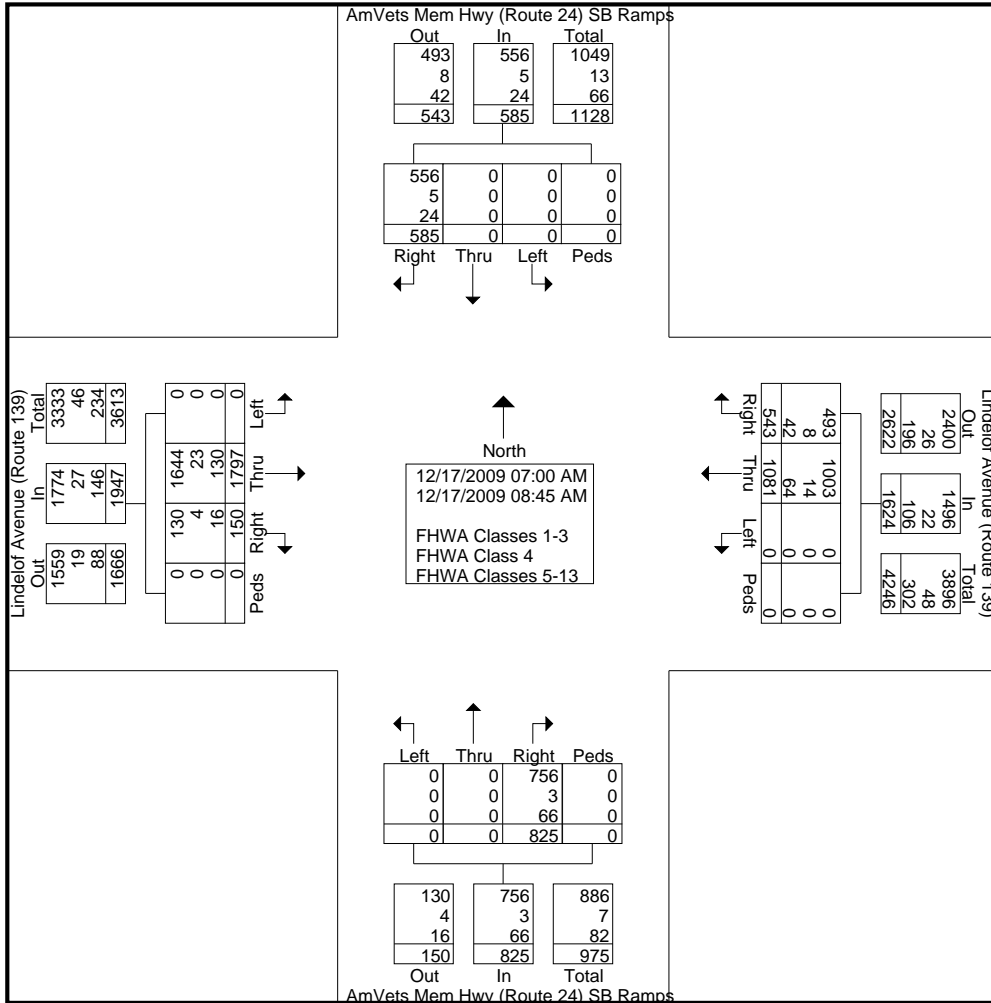 AmVets Mem Hwy (Route 24) SB Ramps
Out In Total
493 556 1049
8 5 13
42 24 66
543 585 1128
556 0 0 0
5 0 0 0
24 0 0 0
585 0 0 0
Right Thru Left Peds
Lindelof Avenue (Route 139)
Total In Out
3333 1774 1559
46 27 19
234 146 88
3613 1947 1666
0 1644 130 0
0 23 4 0
0 130 16 0
0 1797 150 0
Left Thru Right Peds
North
12/17/2009 07:00 AM
12/17/2009 08:45 AM
FHWA Classes 1-3
FHWA Class 4
FHWA Classes 5-13
Right Thru Left Peds
543 1081 0 0
42 64 0 0
8 14 0 0
493 1003 0 0
2622 1624 4246
196 106 302
26 22 48
2400 1496 3896
Out In Total
Lindelof Avenue (Route 139)
Left Thru Right Peds
0 0 756 0
0 0 3 0
0 0 66 0
0 0 825 0
130 756 886
4 3 7
16 66 82
150 825 975
Out In Total
AmVets Mem Hwy (Route 24) SB Ramps